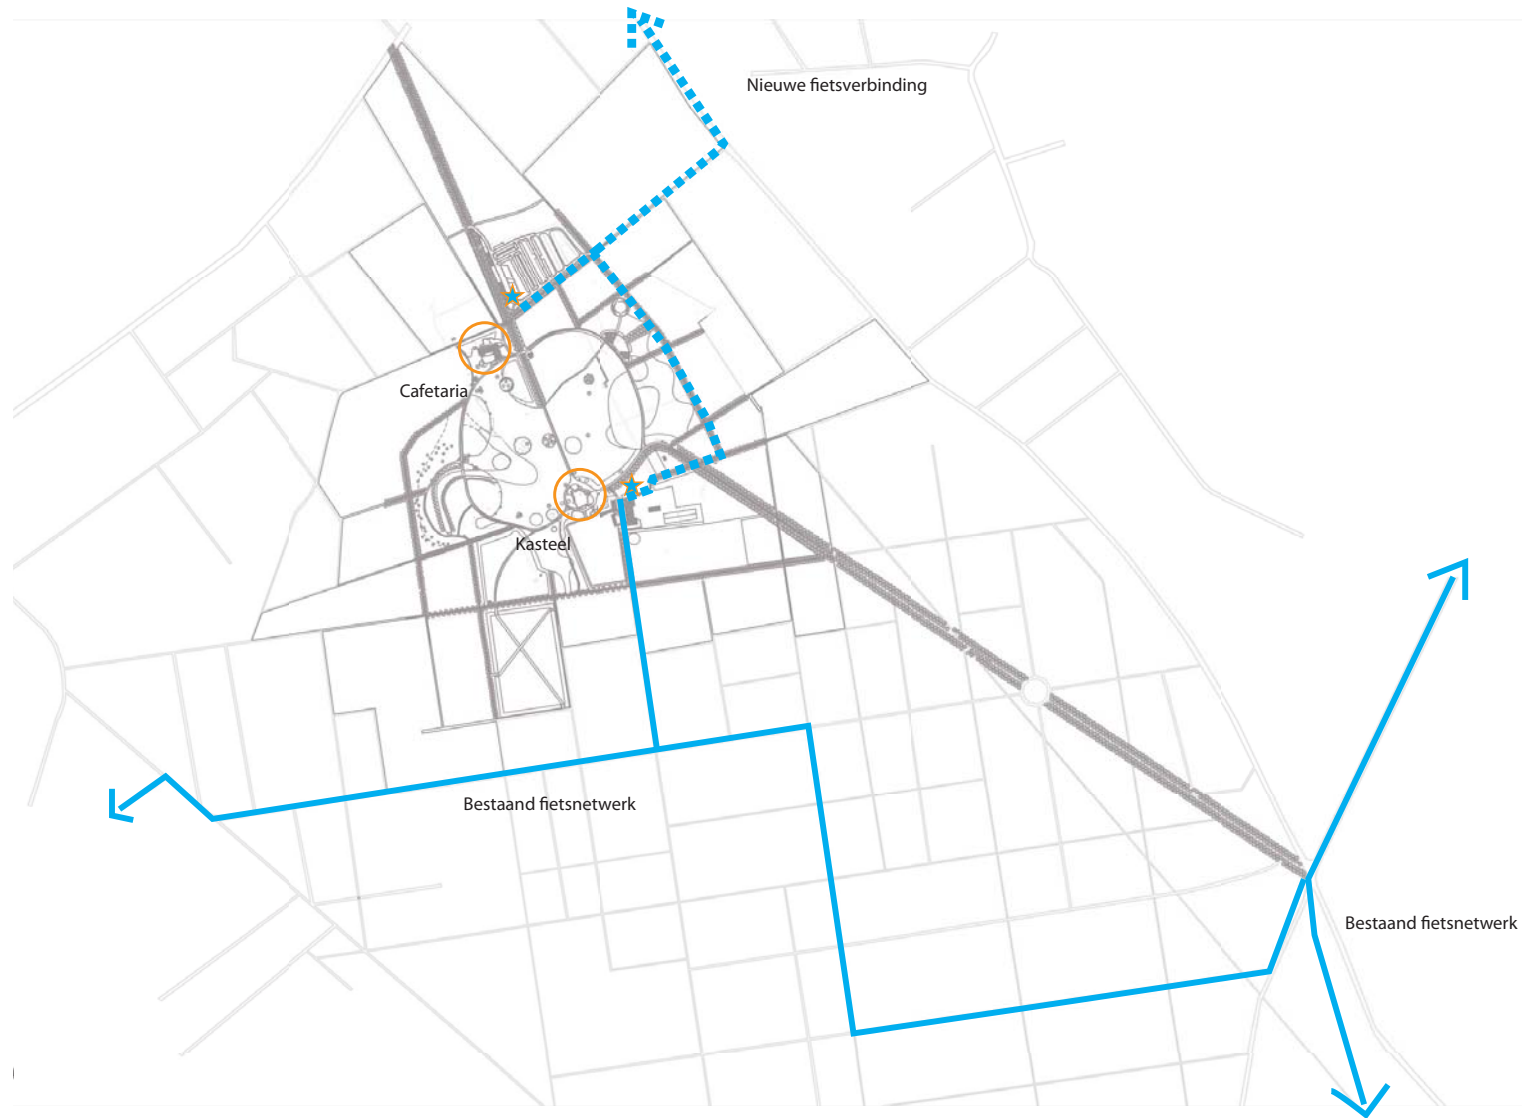 Nieuwe fietsverbinding
Cafetaria
Kasteel
Bestaand fietsnetwerk
Bestaand fietsnetwerk